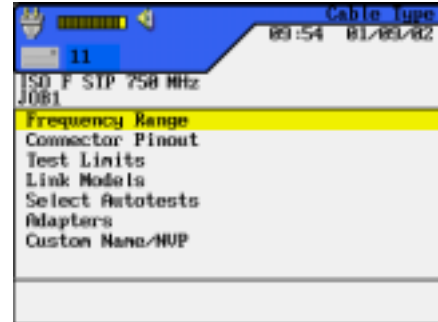 Cable Type
09:54 01/09/02
11
ISO F STP 750 MHz
JOB1
Frequency Range
Connector Pinout
Test Limits
Link Models
Select Autotests
Adapters
Custom Name/NVP